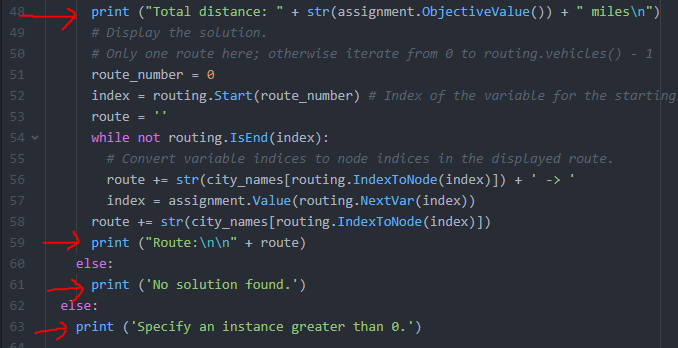 48 print ("Total distance: " + str(assignment.ObjectiveValue()) + " miles\n")
49 # Display the solution.
50 # Only one route here; otherwise iterate from 0 to routing.vehicles() - 1
51 route_number = 0
52 index = routing.Start(route_number) # Index of the variable for the starting
53 route = ''
54 while not routing.IsEnd(index):
55 # Convert variable indices to node indices in the displayed route.
56 route += str(city_names[routing.IndexToNode(index)]) + ' -> '
57 index = assignment.Value(routing.NextVar(index))
58 route += str(city_names[routing.IndexToNode(index)])
59 print ("Route:\n\n" + route)
60 else:
61 print ('No solution found.')
62 else:
63 print ('Specify an instance greater than 0.')